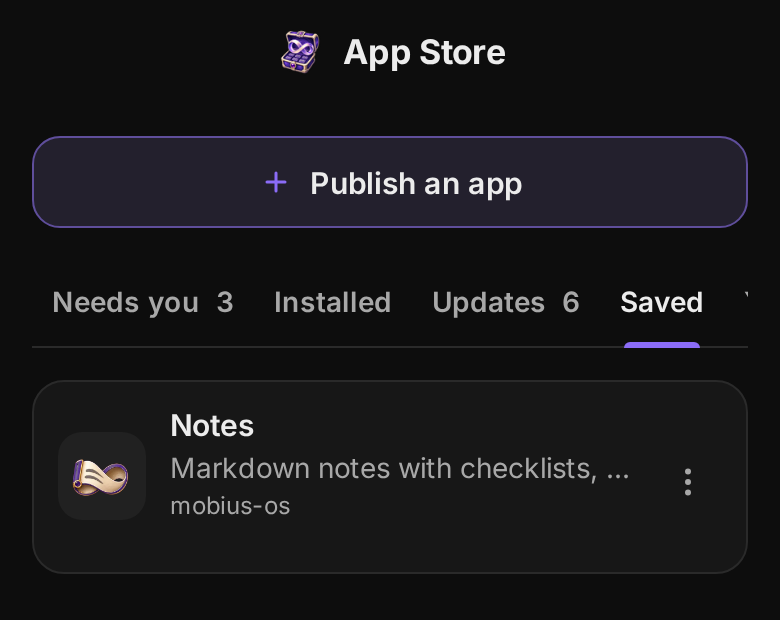 App Store
+ Publish an app
Needs you 3 Installed Updates 6 Saved
Notes
Markdown notes with checklists, ...
mobius-os